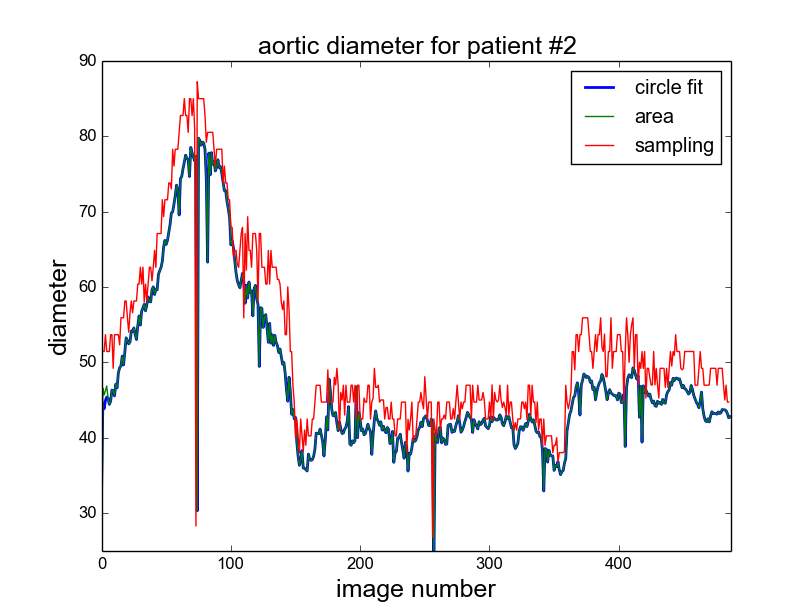 aortic diameter for patient #2
90
80
70
60
50
40
30
diameter
circle fit
area
sampling
0
100
200
300
400
image number